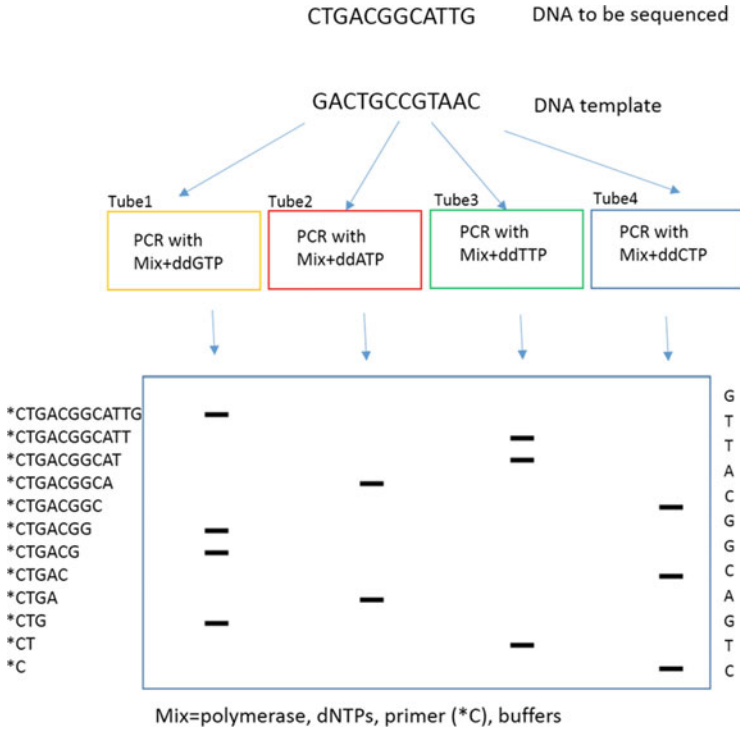 CTGACGGCATTG DNA to be sequenced
GACTGCCGTAAC DNA template
Tube1 Tube2 Tube3 Tube4
PCR with PCR with PCR with PCR with
Mix+ddGTP Mix+ddATP Mix+ddTTP Mix+ddCTP
G
*CTGACGGCATTG T
*CTGACGGCATT T
*CTGACGGCAT A
*CTGACGGCA C
*CTGACGGC G
*CTGACGG G
*CTGACG C
*CTGAC A
*CTGA G
*CTG T
*CT C
*C
Mix=polymerase, dNTPs, primer (*C), buffers